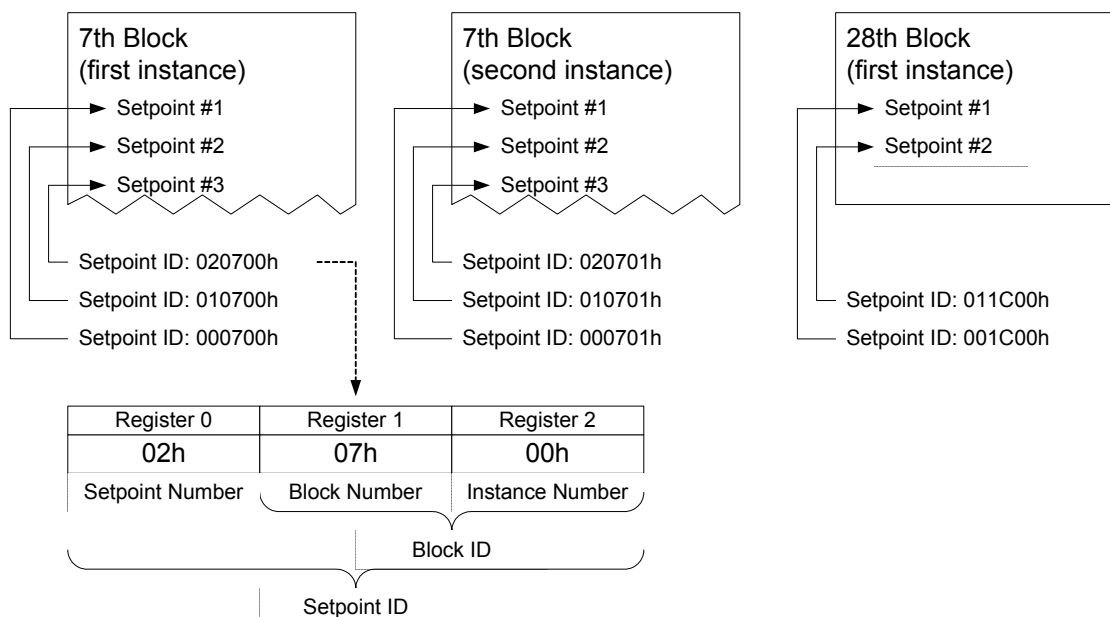 7th Block
(first instance)
Setpoint #1
Setpoint #2
Setpoint #3
Setpoint ID: 020700h
Setpoint ID: 010700h
Setpoint ID: 000700h
7th Block
(second instance)
Setpoint #1
Setpoint #2
Setpoint #3
Setpoint ID: 020701h
Setpoint ID: 010701h
Setpoint ID: 000701h
28th Block
(first instance)
Setpoint #1
Setpoint #2
Setpoint ID: 011C00h
Setpoint ID: 001C00h
Register 0 Register 1 Register 2
02h 07h 00h
Setpoint Number Block Number Instance Number
Block ID
Setpoint ID